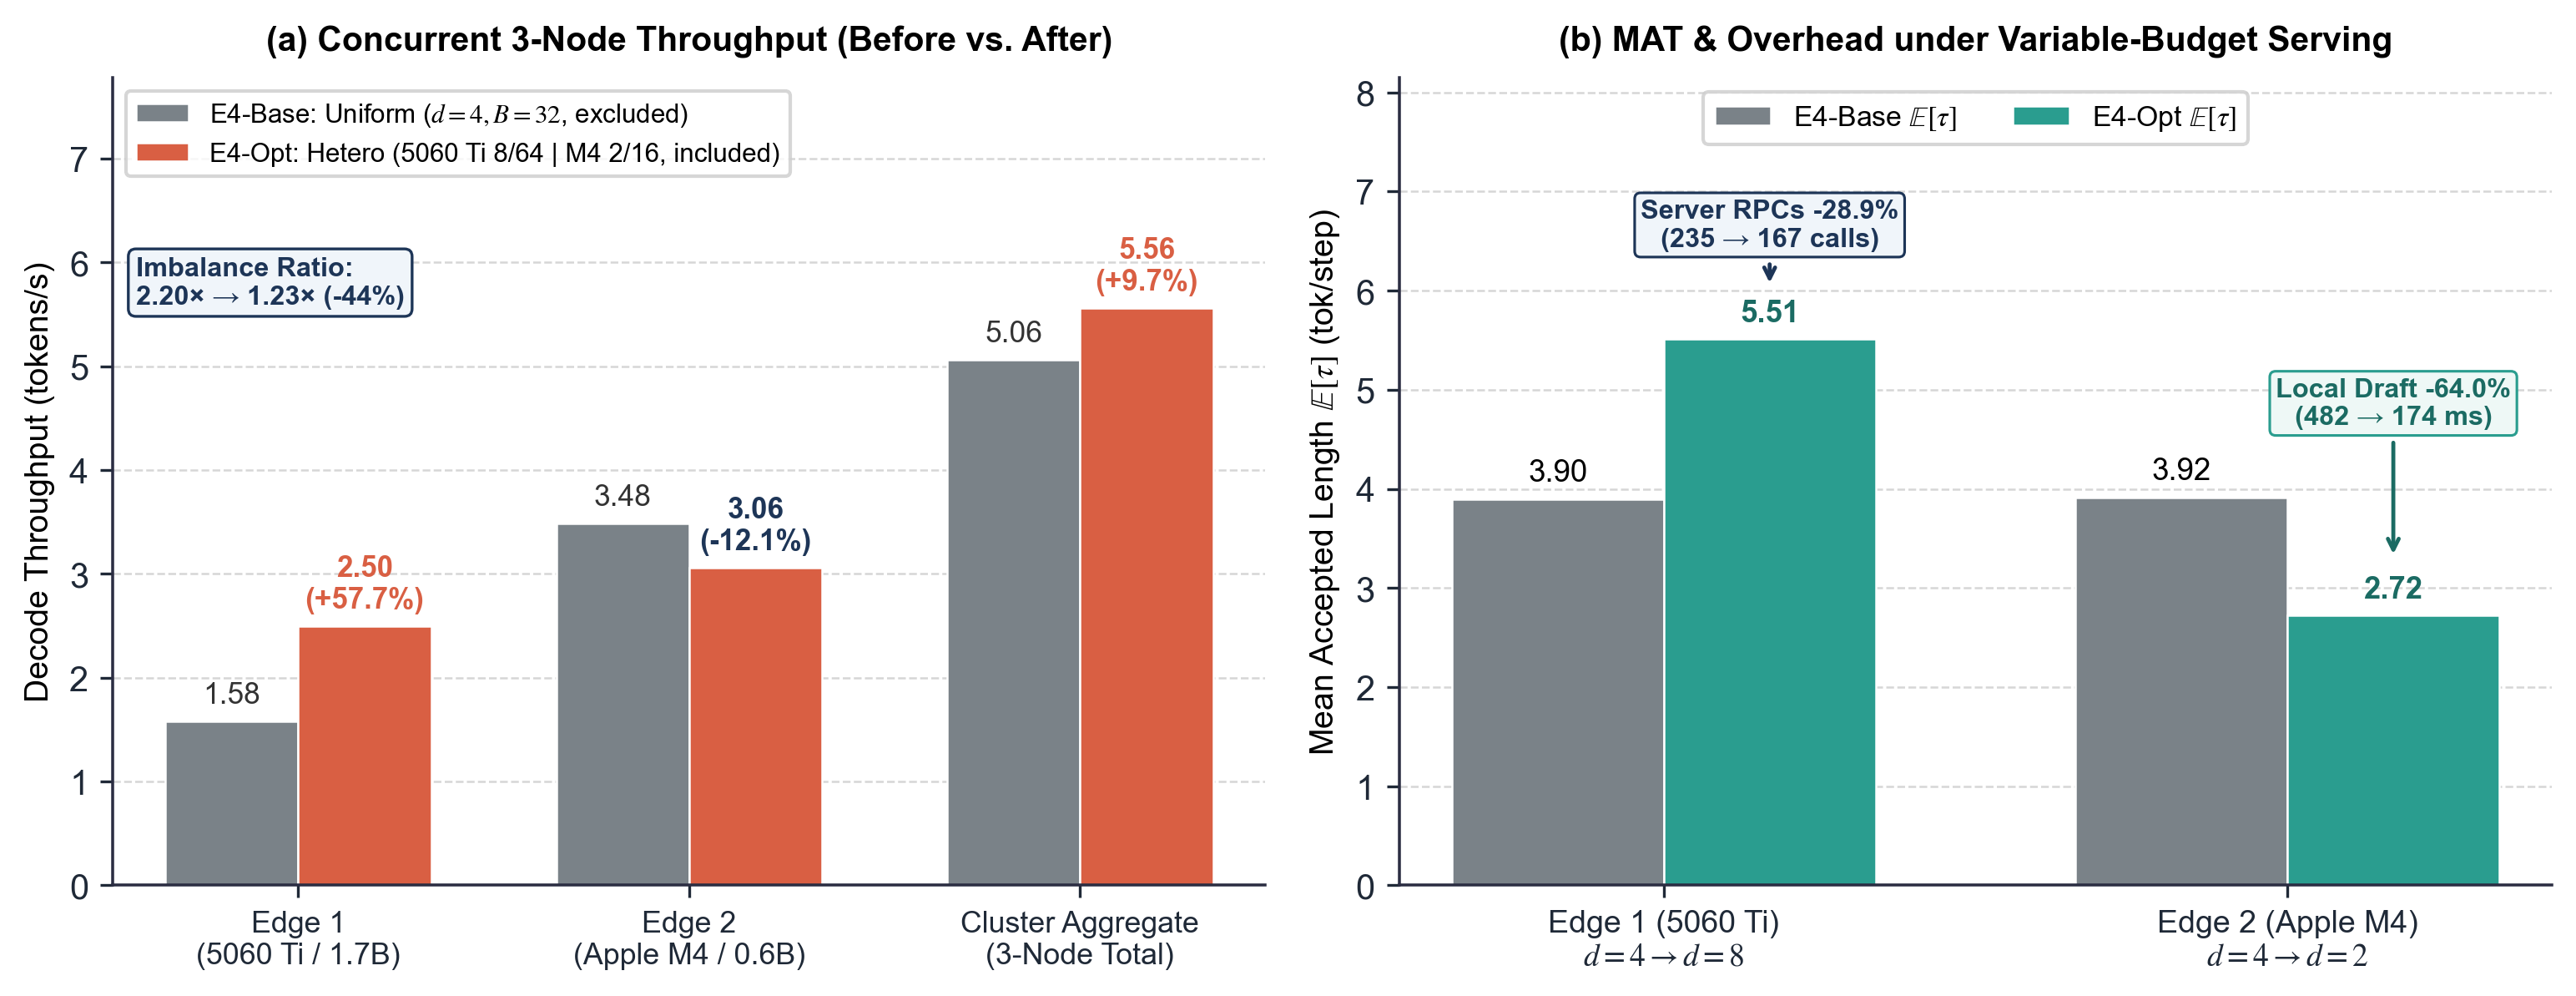 (a) Concurrent 3-Node Throughput (Before vs. After)
E4-Base: Uniform (d = 4, B = 32, excluded)
E4-Opt: Hetero (5060 Ti 8/64 | M4 2/16, included)
Imbalance Ratio:
2.20× → 1.23× (-44%)
Decode Throughput (tokens/s)
7
6
5
4
3
2
1
0
1.58
2.50
(+57.7%)
3.48
3.06
(-12.1%)
5.06
5.56
(+9.7%)
Edge 1
(5060 Ti / 1.7B)
Edge 2
(Apple M4 / 0.6B)
Cluster Aggregate
(3-Node Total)
(b) MAT & Overhead under Variable-Budget Serving
E4-Base 𝔼[τ]
E4-Opt 𝔼[τ]
Mean Accepted Length 𝔼[τ] (tok/step)
8
7
6
5
4
3
2
1
0
Server RPCs -28.9%
(235 → 167 calls)
3.90
5.51
Local Draft -64.0%
(482 → 174 ms)
3.92
2.72
Edge 1 (5060 Ti)
d = 4 → d = 8
Edge 2 (Apple M4)
d = 4 → d = 2